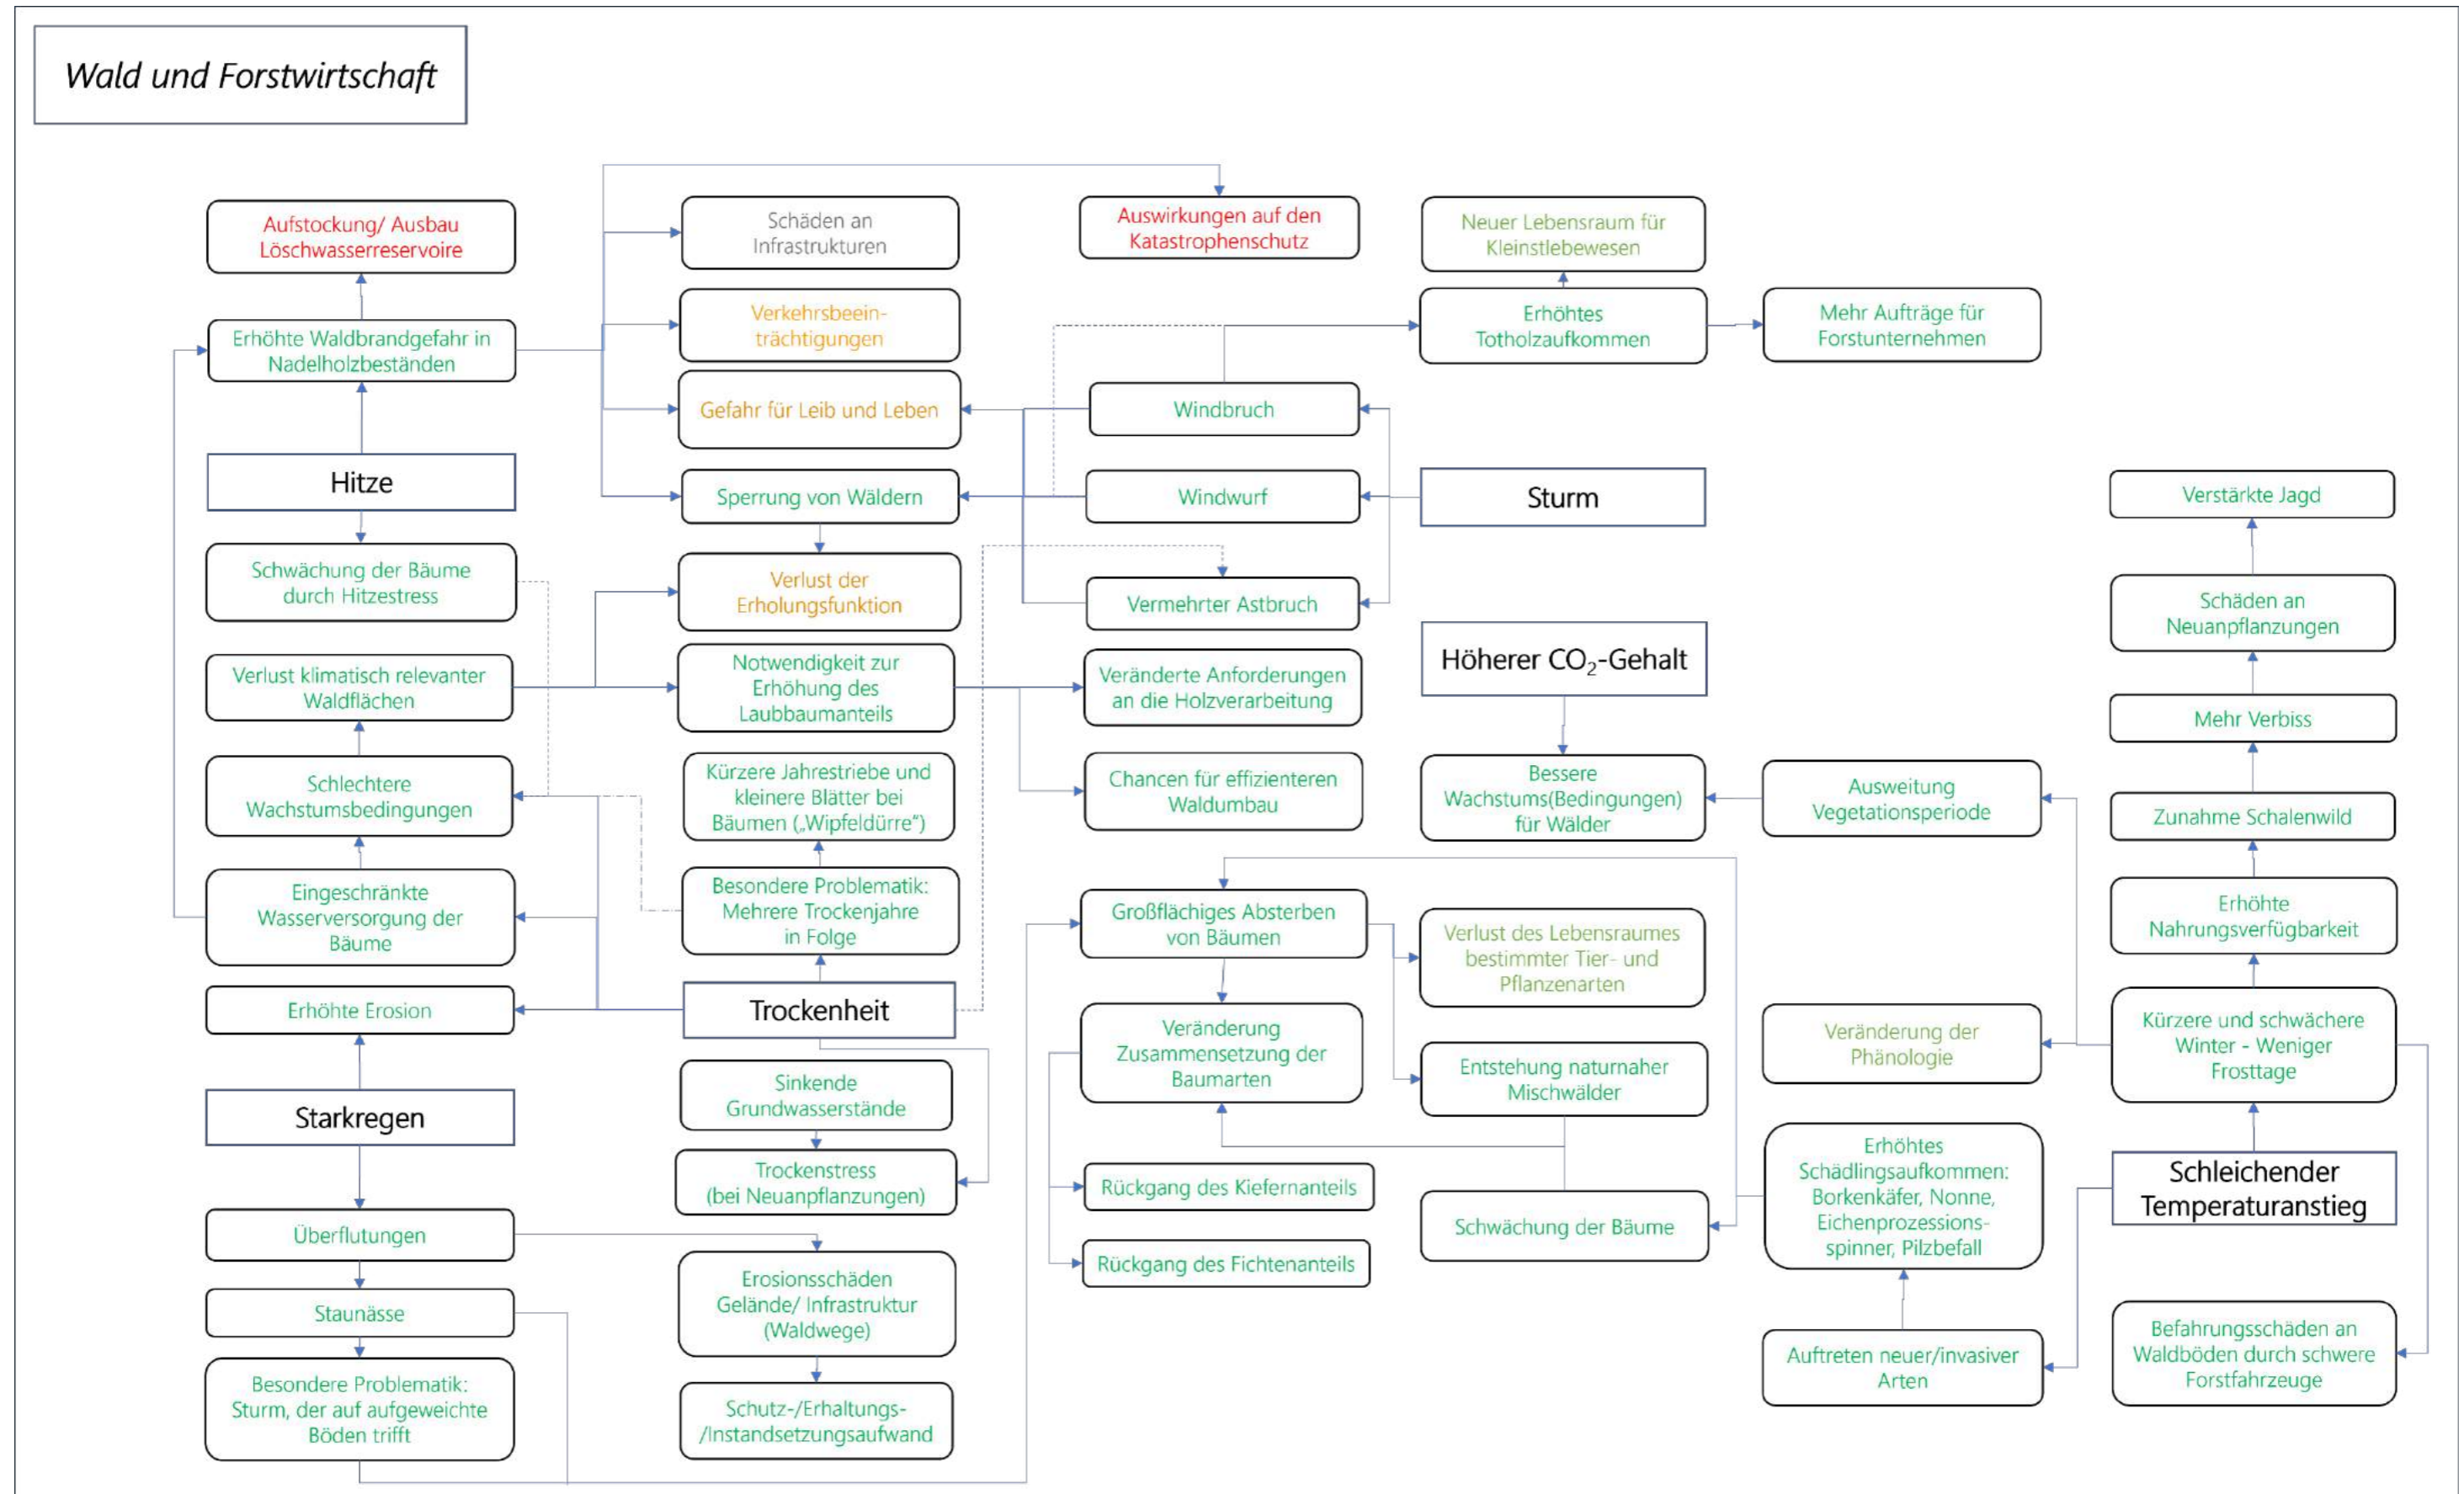 Wald und Forstwirtschaft
Aufstockung/ Ausbau
Löschwasserreservoire
Erhöhte Waldbrandgefahr in
Nadelholzbeständen
Hitze
Schwächung der Bäume
durch Hitzestress
Verlust klimatisch relevanter
Waldflächen
Schlechtere
Wachstumsbedingungen
Eingeschränkte
Wasserversorgung der
Bäume
Erhöhte Erosion
Starkregen
Überflutungen
Staunässe
Besondere Problematik:
Sturm, der auf aufgeweichte
Böden trifft
Schäden an
Infrastrukturen
Verkehrsbeein-
trächtigungen
Gefahr für Leib und Leben
Sperrung von Wäldern
Verlust der
Erholungsfunktion
Notwendigkeit zur
Erhöhung des
Laubbaumanteils
Kürzere Jahrestriebe und
kleinere Blätter bei
Bäumen („Wipfeldürre“)
Besondere Problematik:
Mehrere Trockenjahre
in Folge
Trockenheit
Sinkende
Grundwasserstände
Trockenstress
(bei Neuanpflanzungen)
Erosionsschäden
Gelände/ Infrastruktur
(Waldwege)
Schutz-/Erhaltungs-
/Instandsetzungsaufwand
Auswirkungen auf den
Katastrophenschutz
Windbruch
Windwurf
Vermehrter Astbruch
Veränderte Anforderungen
an die Holzverarbeitung
Chancen für effizienteren
Waldumbau
Großflächiges Absterben
von Bäumen
Veränderung
Zusammensetzung der
Baumarten
Rückgang des Kiefernanteils
Rückgang des Fichtenanteils
Neuer Lebensraum für
Kleinstlebewesen
Erhöhtes
Totholzaufkommen
Sturm
Höherer CO₂-Gehalt
Bessere
Wachstums(Bedingungen)
für Wälder
Verlust des Lebensraumes
bestimmter Tier- und
Pflanzenarten
Entstehung naturnaher
Mischwälder
Schwächung der Bäume
Mehr Aufträge für
Forstunternehmen
Ausweitung
Vegetationsperiode
Veränderung der
Phänologie
Erhöhtes
Schädlingsaufkommen:
Borkenkäfer, Nonne,
Eichenprozessions-
spinner, Pilzbefall
Auftreten neuer/invasiver
Arten
Verstärkte Jagd
Schäden an
Neuanpflanzungen
Mehr Verbiss
Zunahme Schalenwild
Erhöhte
Nahrungsverfügbarkeit
Kürzere und schwächere
Winter - Weniger
Frosttage
Schleichender
Temperaturanstieg
Befahrungsschäden an
Waldböden durch schwere
Forstfahrzeuge